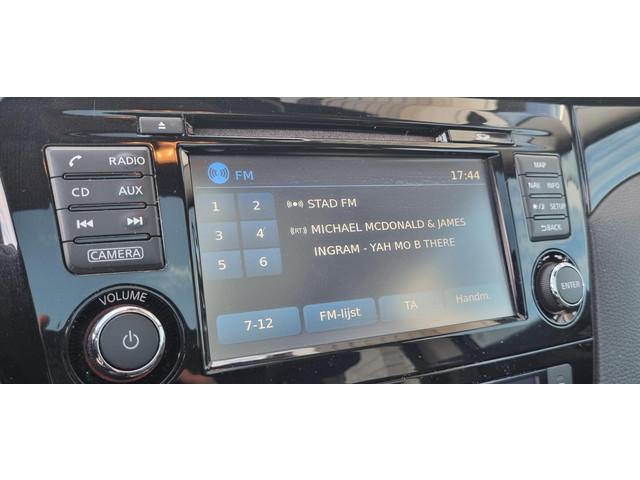 RADIO
CD AUX
CAMERA
VOLUME
FM 17:44
1 2
3 4
5 6
STAD FM
(RT) MICHAEL MCDONALD & JAMES
INGRAM - YAH MO B THERE
7-12 FM-lijst TA Handm.
MAP
NAV INFO
SETUP
BACK
ENTER